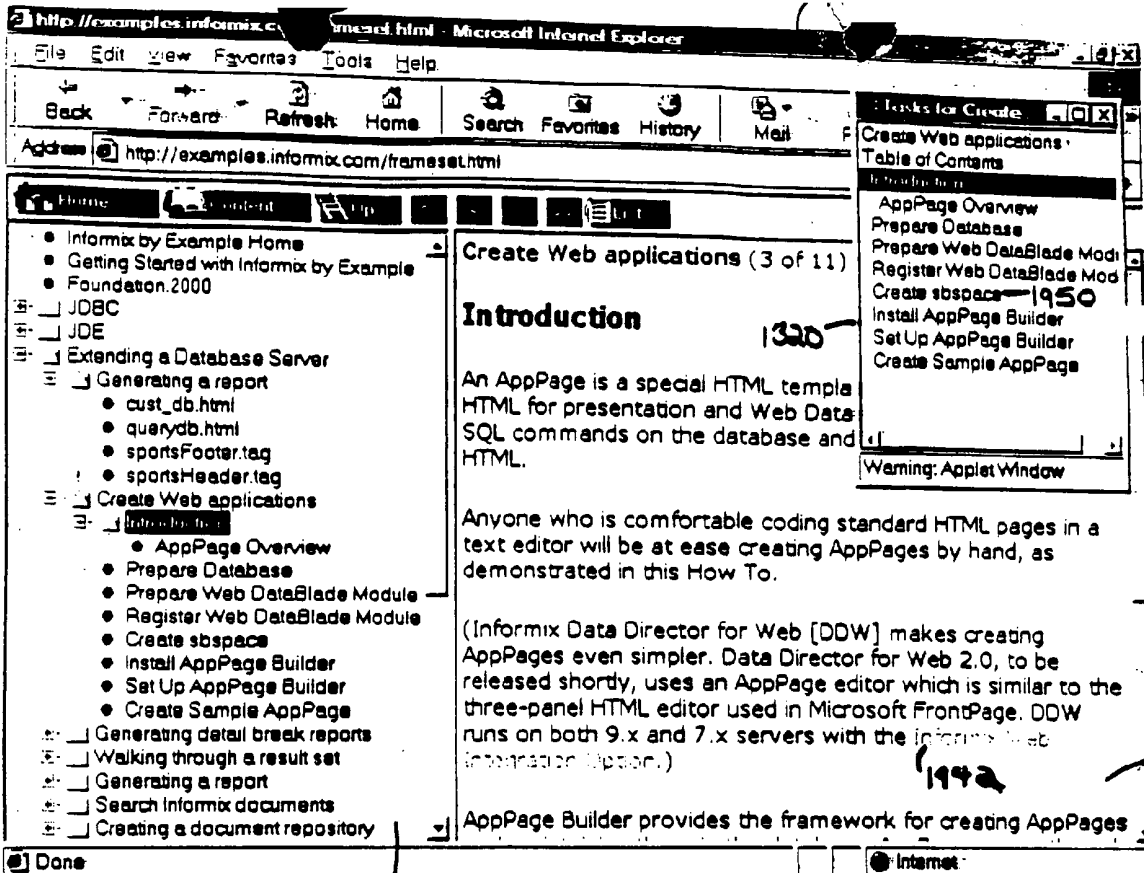 http://examples.informix.c meset.html - Microsoft Internet Explorer
File Edit View Favorites Tools Help
Back Forward Refresh Home Search Favorites History Mail
Address http://examples.informix.com/frameset.html
Home Content Up List
Informix by Example Home
Getting Started with Informix by Example
Foundation.2000
JDBC
JDE
Extending a Database Server
Generating a report
cust_db.html
querydb.html
sportsFooter.tag
sportsHeader.tag
Create Web applications
Introduction
AppPage Overview
Prepare Database
Prepare Web DataBlade Module
Register Web DataBlade Module
Create sbspace
Install AppPage Builder
Set Up AppPage Builder
Create Sample AppPage
Generating detail break reports
Walking through a result set
Generating a report
Search Informix documents
Creating a document repository
Create Web applications (3 of 11)
Introduction
1320
An AppPage is a special HTML templa
HTML for presentation and Web Data
SQL commands on the database and
HTML.
Anyone who is comfortable coding standard HTML pages in a
text editor will be at ease creating AppPages by hand, as
demonstrated in this How To.
(Informix Data Director for Web [DDW] makes creating
AppPages even simpler. Data Director for Web 2.0, to be
released shortly, uses an AppPage editor which is similar to the
three-panel HTML editor used in Microsoft FrontPage. DDW
runs on both 9.x and 7.x servers with the Informix Web
Integration Option.)
1942
AppPage Builder provides the framework for creating AppPages
Tasks for Create
Create Web applications
Table of Contents
Introduction
AppPage Overview
Prepare Database
Prepare Web DataBlade Modu
Register Web DataBlade Mod
Create sbspace 1950
Install AppPage Builder
Set Up AppPage Builder
Create Sample AppPage
Warning: Applet Window
Done
Internet